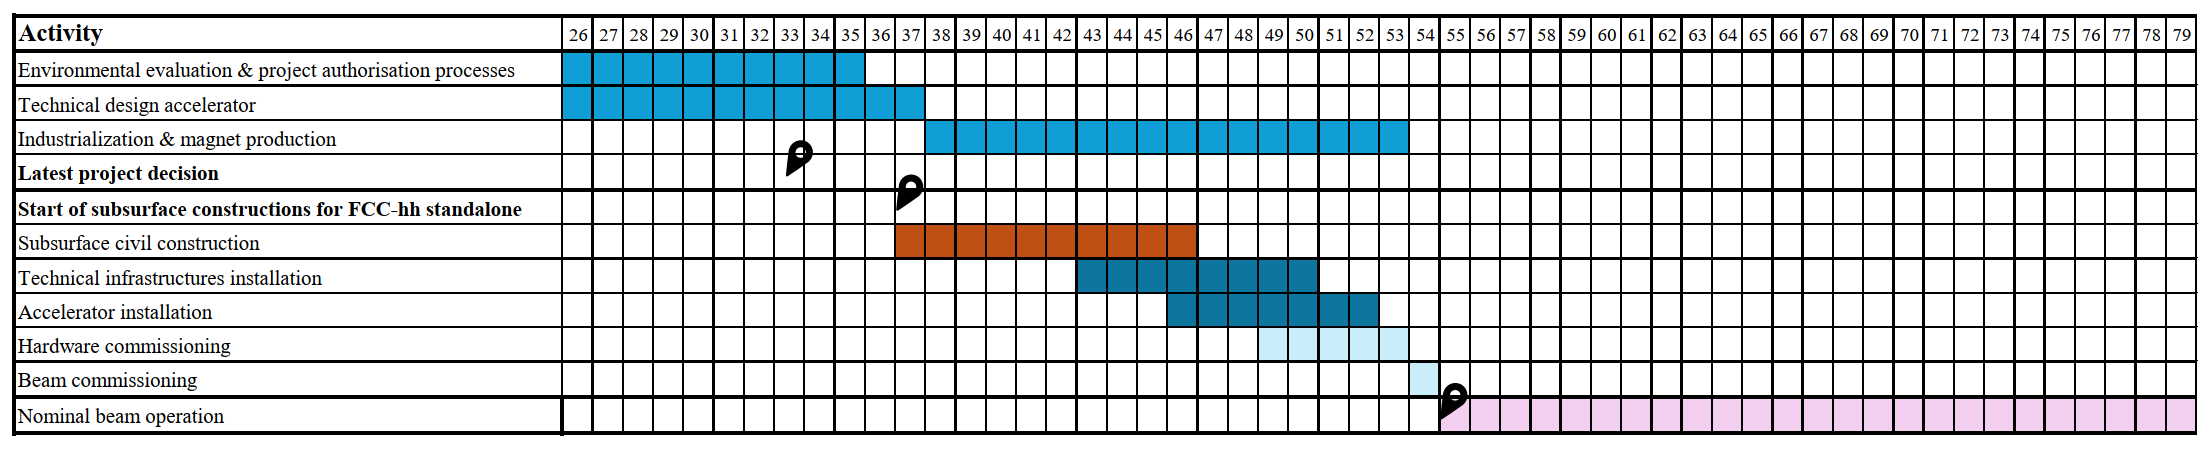 Activity 26 27 28 29 30 31 32 33 34 35 36 37 38 39 40 41 42 43 44 45 46 47 48 49 50 51 52 53 54 55 56 57 58 59 60 61 62 63 64 65 66 67 68 69 70 71 72 73 74 75 76 77 78 79
Environmental evaluation & project authorisation processes
Technical design accelerator
Industrialization & magnet production
Latest project decision
Start of subsurface constructions for FCC-hh standalone
Subsurface civil construction
Technical infrastructures installation
Accelerator installation
Hardware commissioning
Beam commissioning
Nominal beam operation